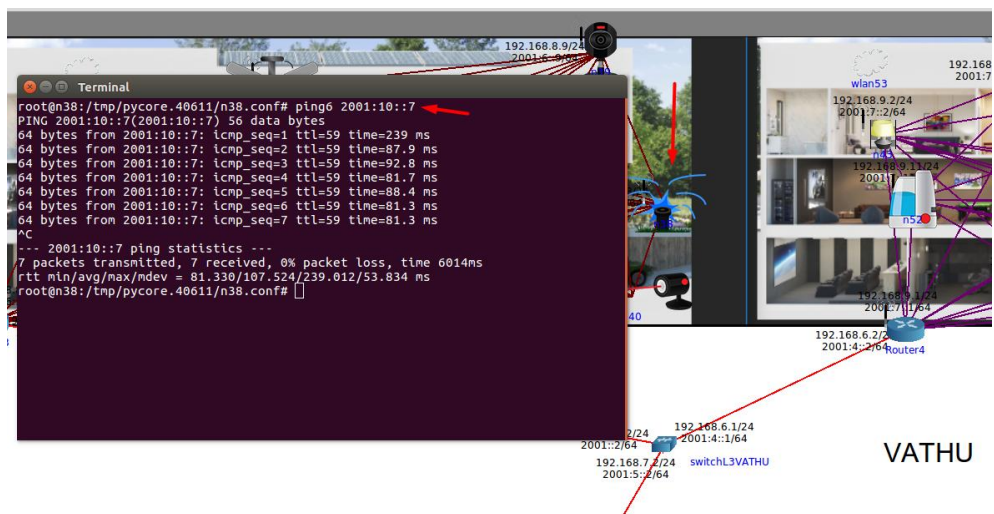 192.168.8.9/24
Terminal
root@n38:/tmp/pycore.40611/n38.conf# ping6 2001:10::7
PING 2001:10::7(2001:10::7) 56 data bytes
64 bytes from 2001:10::7: icmp_seq=1 ttl=59 time=239 ms
64 bytes from 2001:10::7: icmp_seq=2 ttl=59 time=87.9 ms
64 bytes from 2001:10::7: icmp_seq=3 ttl=59 time=92.8 ms
64 bytes from 2001:10::7: icmp_seq=4 ttl=59 time=81.7 ms
64 bytes from 2001:10::7: icmp_seq=5 ttl=59 time=88.4 ms
64 bytes from 2001:10::7: icmp_seq=6 ttl=59 time=81.3 ms
64 bytes from 2001:10::7: icmp_seq=7 ttl=59 time=81.3 ms
^C
--- 2001:10::7 ping statistics ---
7 packets transmitted, 7 received, 0% packet loss, time 6014ms
rtt min/avg/max/mdev = 81.330/107.524/239.012/53.834 ms
root@n38:/tmp/pycore.40611/n38.conf#
40
192.168
2001:7
wlan53
192.168.9.2/24
2001:7::2/64
n43
192.168.9.11/24
n52
192.168.9.1/24
2001:7::1/64
192.168.6.2/2
2001:4::2/64
Router4
2/24
2001::2/64
192.168.6.1/24
2001:4::1/64
192.168.7.2/24
2001:5::2/64
switchL3VATHU
VATHU